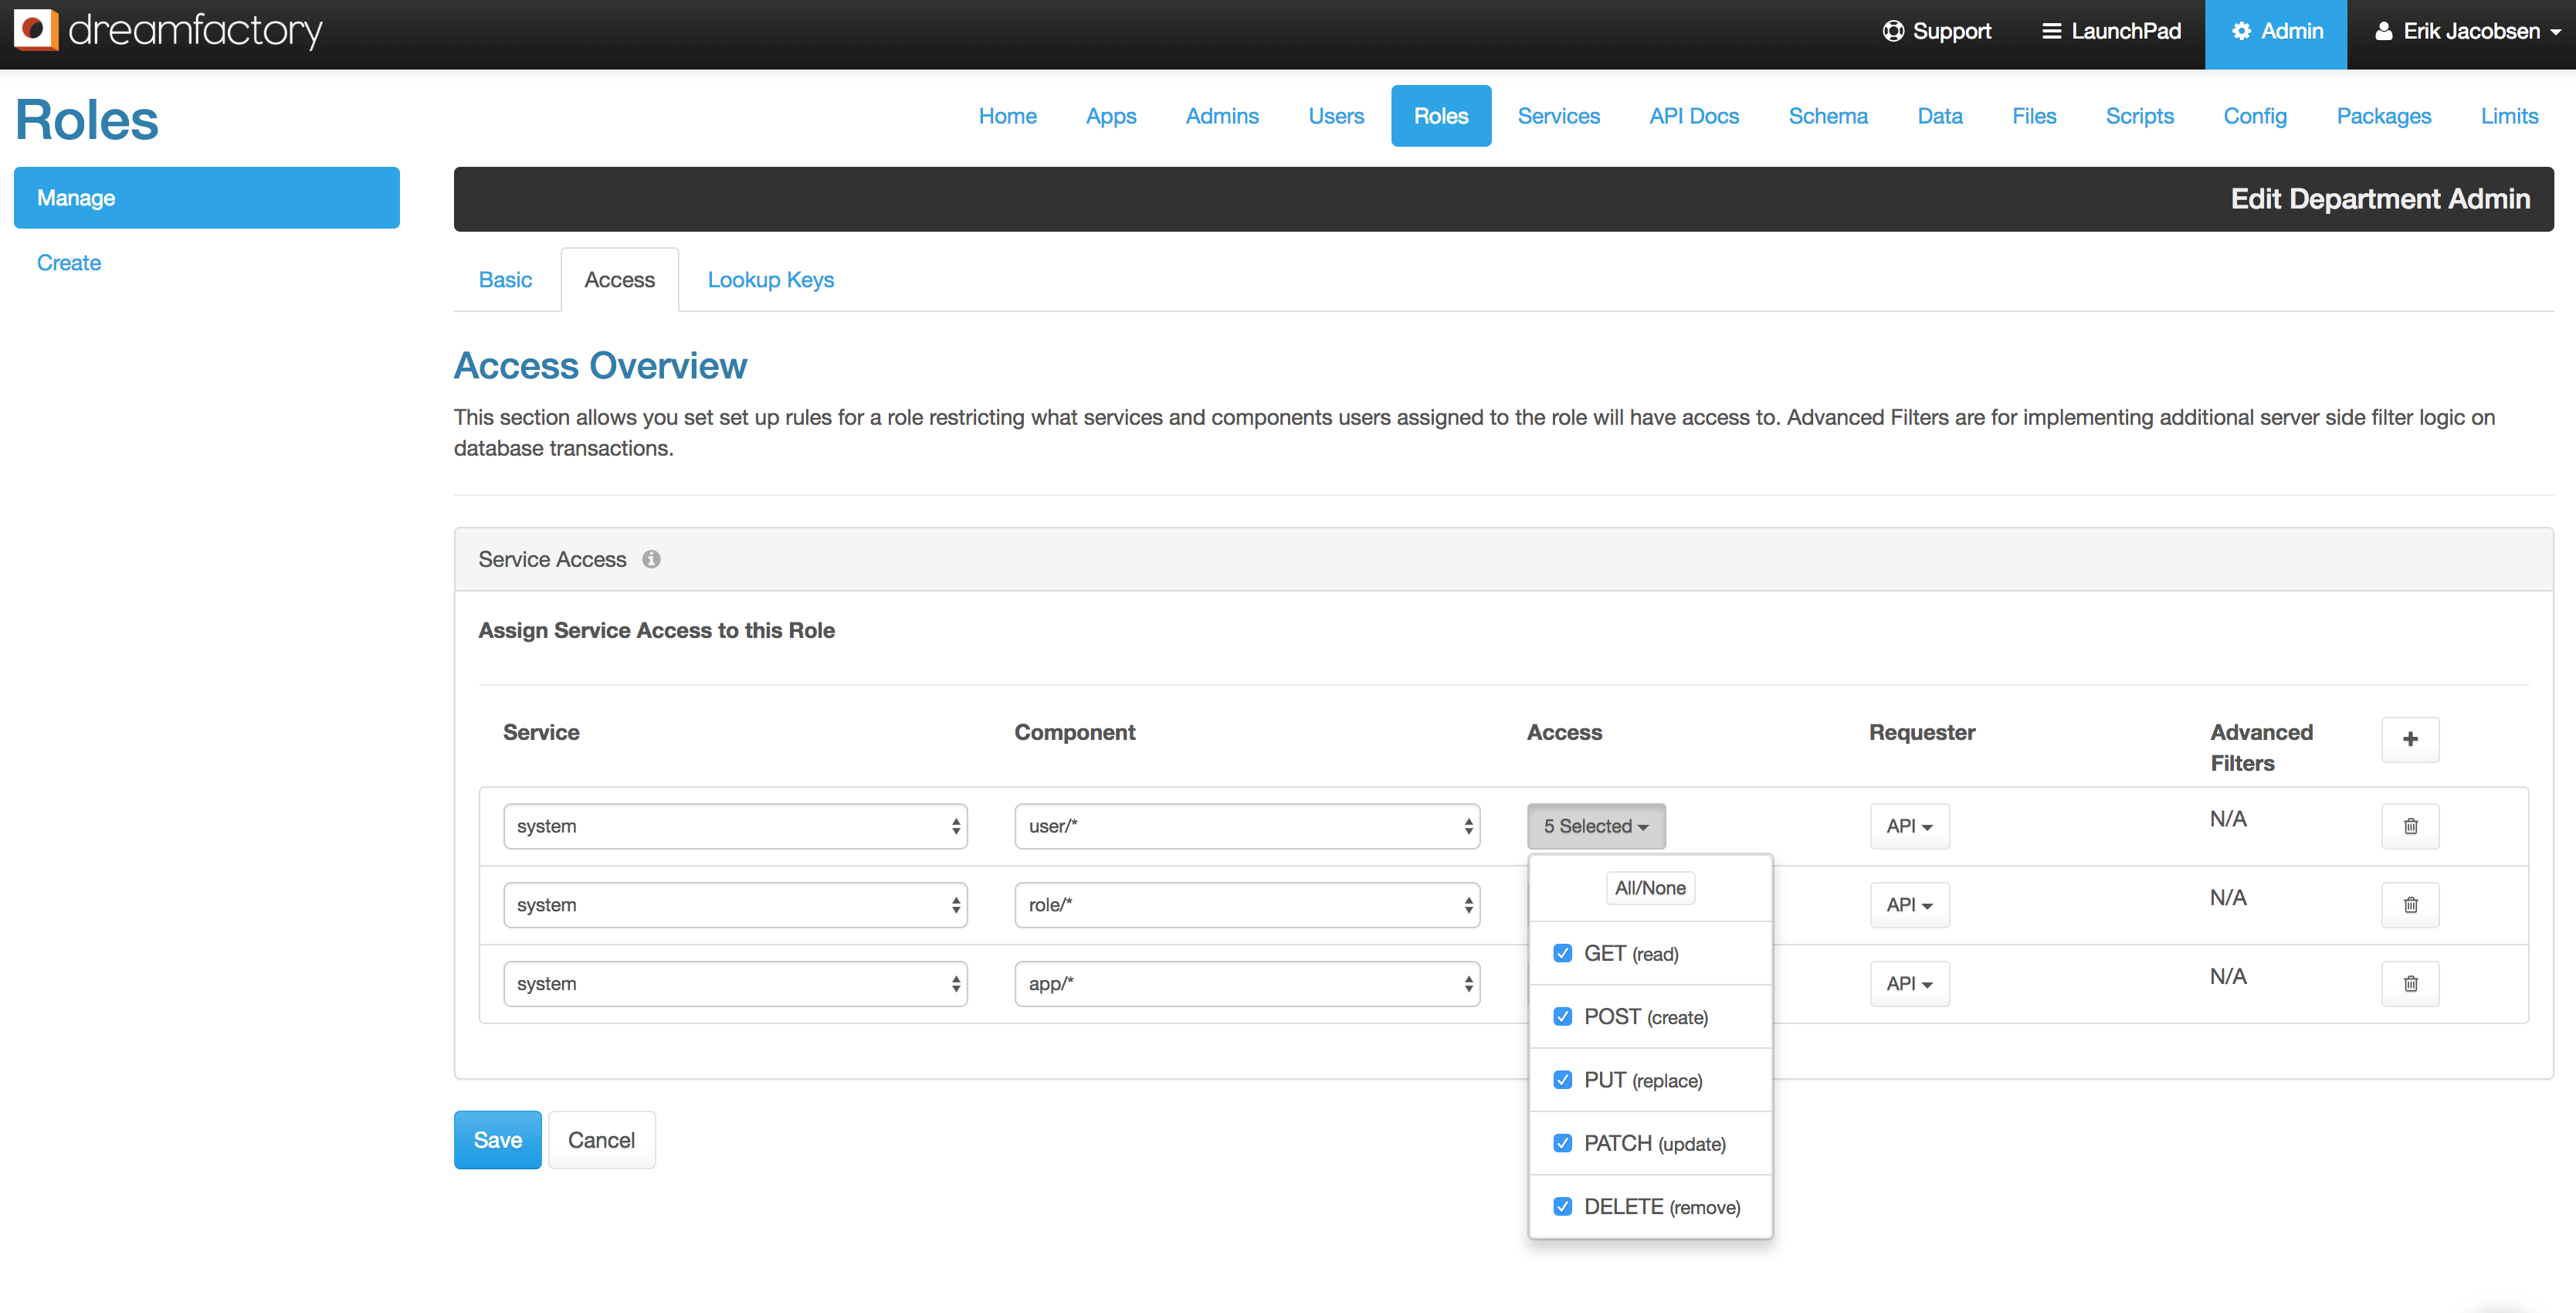 dreamfactory
Support
LaunchPad
Admin
Erik Jacobsen
Roles
Home
Apps
Admins
Users
Roles
Services
API Docs
Schema
Data
Files
Scripts
Config
Packages
Limits
Manage
Create
Edit Department Admin
Basic
Access
Lookup Keys
Access Overview
This section allows you set set up rules for a role restricting what services and components users assigned to the role will have access to. Advanced Filters are for implementing additional server side filter logic on
database transactions.
Service Access
Assign Service Access to this Role
Service
Component
Access
Requester
Advanced
Filters
system
user/*
5 Selected
API
N/A
system
role/*
API
N/A
system
app/*
API
N/A
All/None
GET (read)
POST (create)
PUT (replace)
PATCH (update)
DELETE (remove)
Save
Cancel